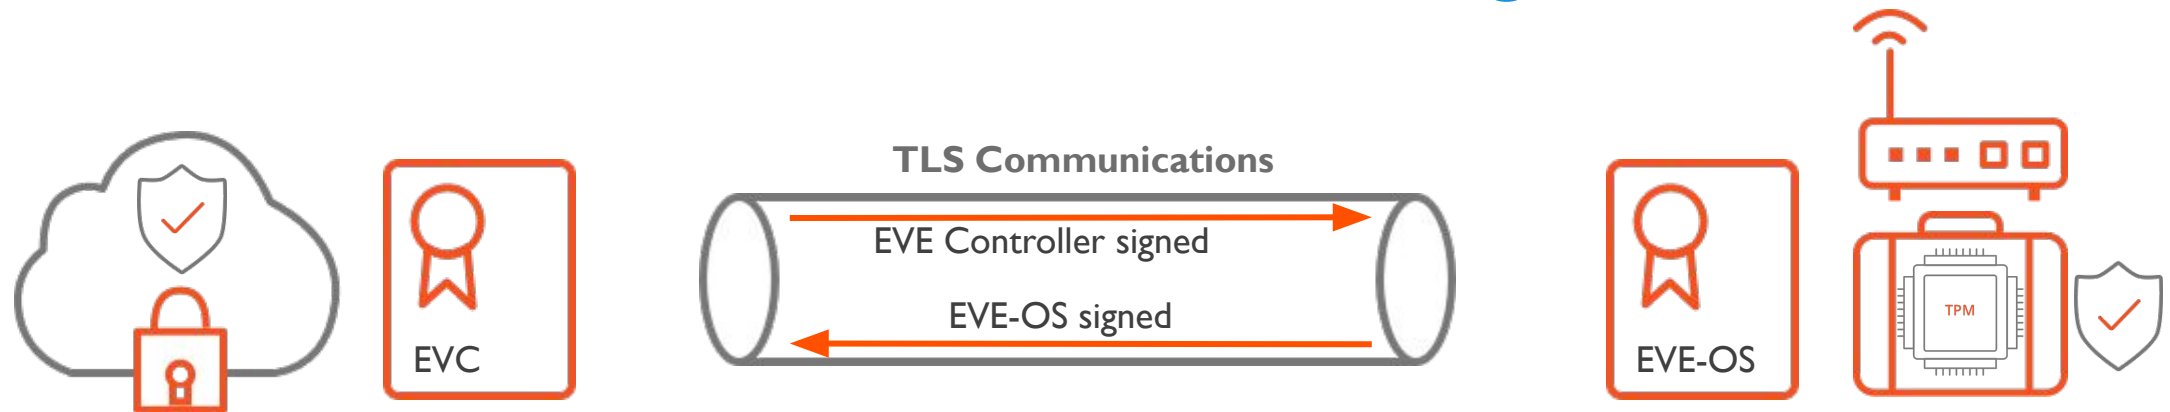 TLS Communications
EVE Controller signed
EVE-OS signed
EVC
EVE-OS
TPM